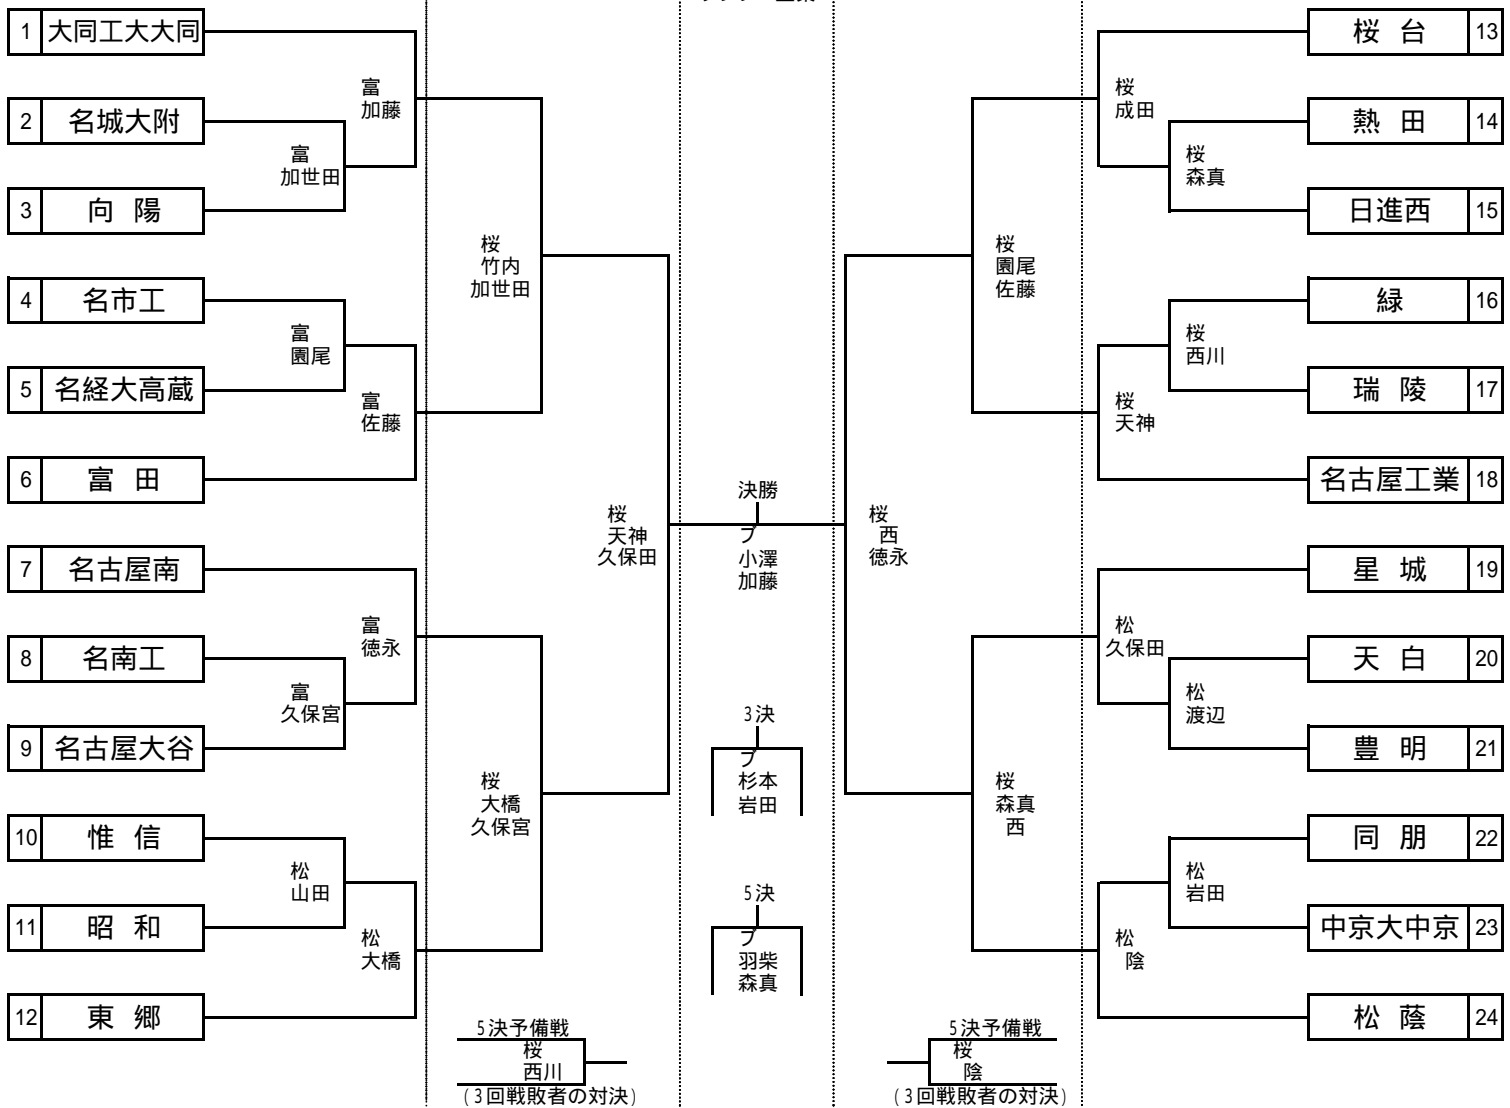 1 大同工大大同
2 名城大附
3 向 陽
4 名市工
5 名経大高蔵
6 富 田
7 名古屋南
8 名南工
9 名古屋大谷
10 惟 信
11 昭 和
12 東 郷
富
加藤
富
加世田
富
園尾
富
佐藤
富
徳永
富
久保宮
松
山田
松
大橋
桜
竹内
加世田
桜
大橋
久保宮
桜
天神
久保田
決勝
ブ
小澤
加藤
3決
ブ
杉本
岩田
5決
ブ
羽柴
森真
5決予備戦
桜
西川
(3回戦敗者の対決)
5決予備戦
桜
陰
(3回戦敗者の対決)
桜
西
徳永
桜
園尾
佐藤
桜
森真
西
桜
成田
桜
森真
桜
西川
桜
天神
松
久保田
松
渡辺
松
岩田
松
陰
桜 台 13
熱 田 14
日進西 15
緑 16
瑞 陵 17
名古屋工業 18
星 城 19
天 白 20
豊 明 21
同 朋 22
中京大中京 23
松 蔭 24